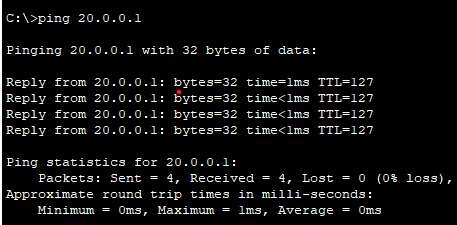 C:\>ping 20.0.0.1
Pinging 20.0.0.1 with 32 bytes of data:
Reply from 20.0.0.1: bytes=32 time=1ms TTL=127
Reply from 20.0.0.1: bytes=32 time<1ms TTL=127
Reply from 20.0.0.1: bytes=32 time<1ms TTL=127
Reply from 20.0.0.1: bytes=32 time<1ms TTL=127
Ping statistics for 20.0.0.1:
Packets: Sent = 4, Received = 4, Lost = 0 (0% loss),
Approximate round trip times in milli-seconds:
Minimum = 0ms, Maximum = 1ms, Average = 0ms